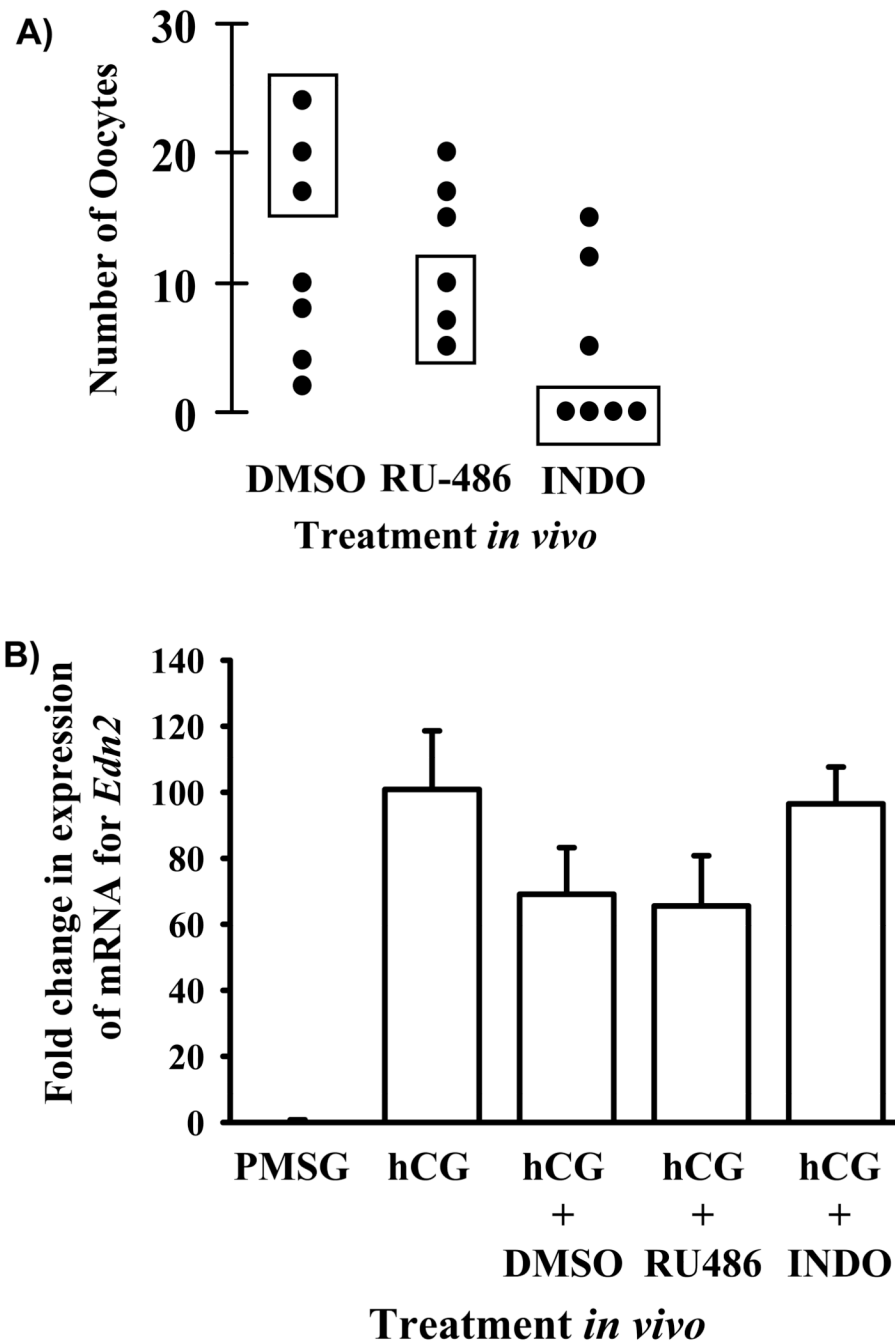 A)
Number of Oocytes
30
20
10
0
DMSO RU-486 INDO
Treatment in vivo
B)
Fold change in expression
of mRNA for Edn2
140
120
100
80
60
40
20
0
PMSG hCG hCG hCG hCG
+ + +
DMSO RU486 INDO
Treatment in vivo